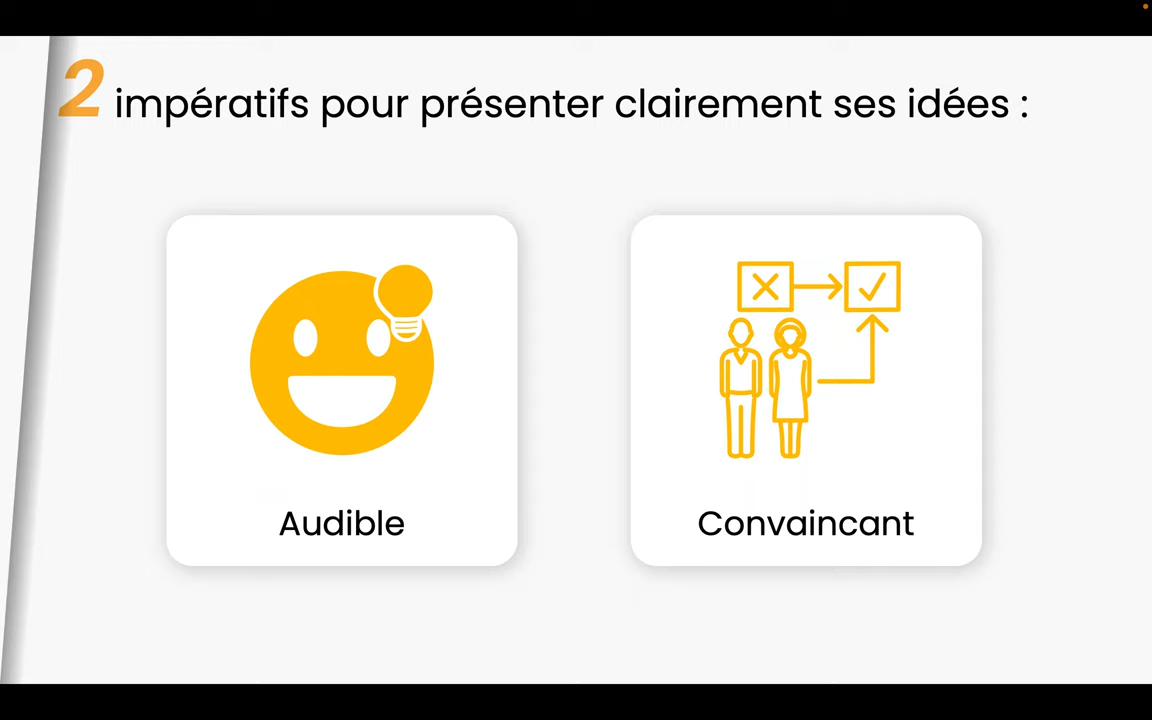 2 impératifs pour présenter clairement ses idées :
Audible
Convaincant